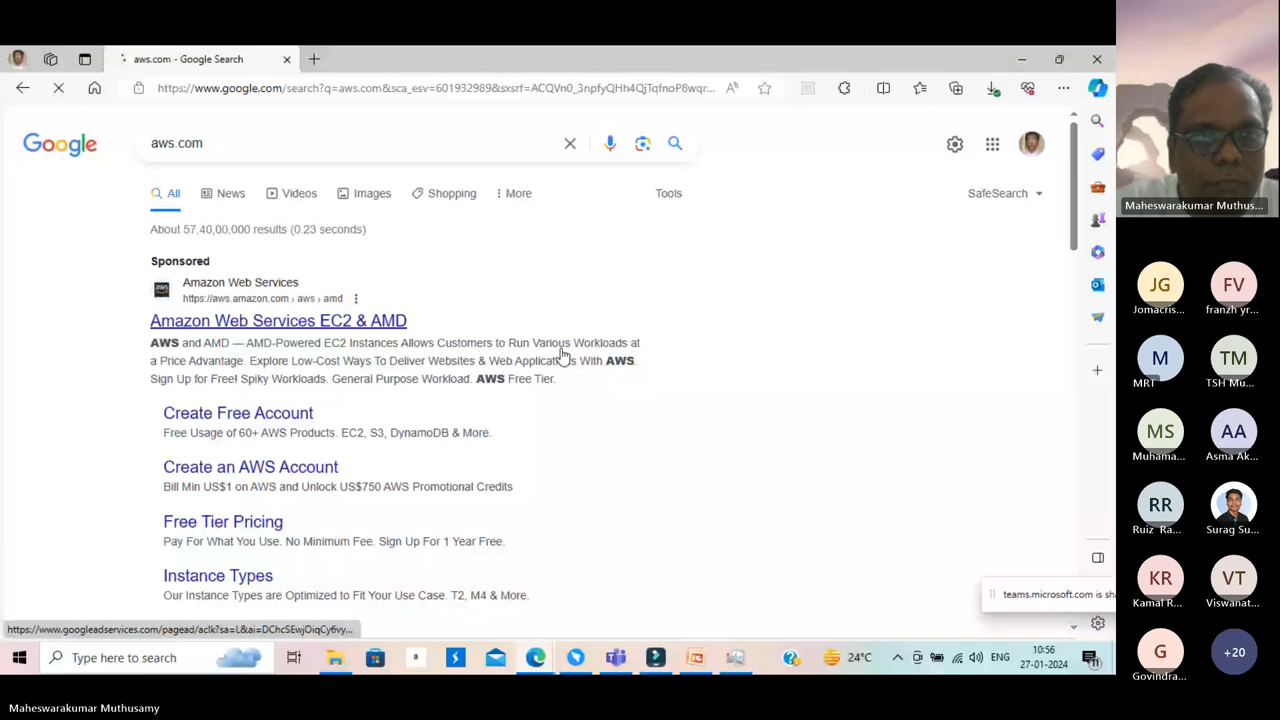 aws.com - Google Search
https://www.google.com/search?q=aws.com&sca_esv=601932989&sxsrf=ACQVn0_3npfyQHh4QjTqfnoP8wqr...
Google
aws.com
All
News
Videos
Images
Shopping
More
Tools
SafeSearch
About 57,40,00,000 results (0.23 seconds)
Sponsored
aws
Amazon Web Services
https://aws.amazon.com › aws › amd
Amazon Web Services EC2 & AMD
AWS and AMD — AMD-Powered EC2 Instances Allows Customers to Run Various Workloads at
a Price Advantage. Explore Low-Cost Ways To Deliver Websites & Web Applications With AWS.
Sign Up for Free! Spiky Workloads. General Purpose Workload. AWS Free Tier.
Create Free Account
Free Usage of 60+ AWS Products. EC2, S3, DynamoDB & More.
Create an AWS Account
Bill Min US$1 on AWS and Unlock US$750 AWS Promotional Credits
Free Tier Pricing
Pay For What You Use. No Minimum Fee. Sign Up For 1 Year Free.
Instance Types
Our Instance Types are Optimized to Fit Your Use Case. T2, M4 & More.
teams.microsoft.com is sha
https://www.googleadservices.com/pagead/aclk?sa=L&ai=DChcSEwjOiqCy6vy...
Type here to search
a
24°C
ENG
10:56
27-01-2024
11
Maheswarakumar Muthus...
JG
Jomacris...
FV
franzh yr...
M
MRT
TM
TSH Mu...
MS
Muhama...
AA
Asma Ak...
RR
Ruiz Ra...
Surag Su...
KR
Kamal R...
VT
Viswanat...
G
Govindra...
+20
Maheswarakumar Muthusamy